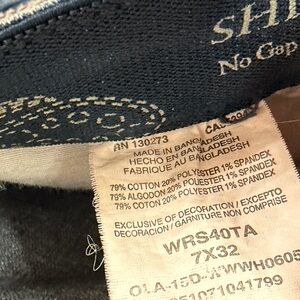 SHI
No Gap
AN 130273
MADE IN BANGLADESH
HECHO EN BANGLADESH
FABRIQUE AU BANGLADESH
79% COTTON 20% POLYESTER 1% SPANDEX
79% ALGODON 20% POLYESTER 1% SPANDEX
79% COTON 20% POLYESTER 1% SPANDEX
EXCLUSIVE OF DECORATION / EXCEPTO
DECORACION / GARNITURE NON COMPRISE
WRS40TA
7X32